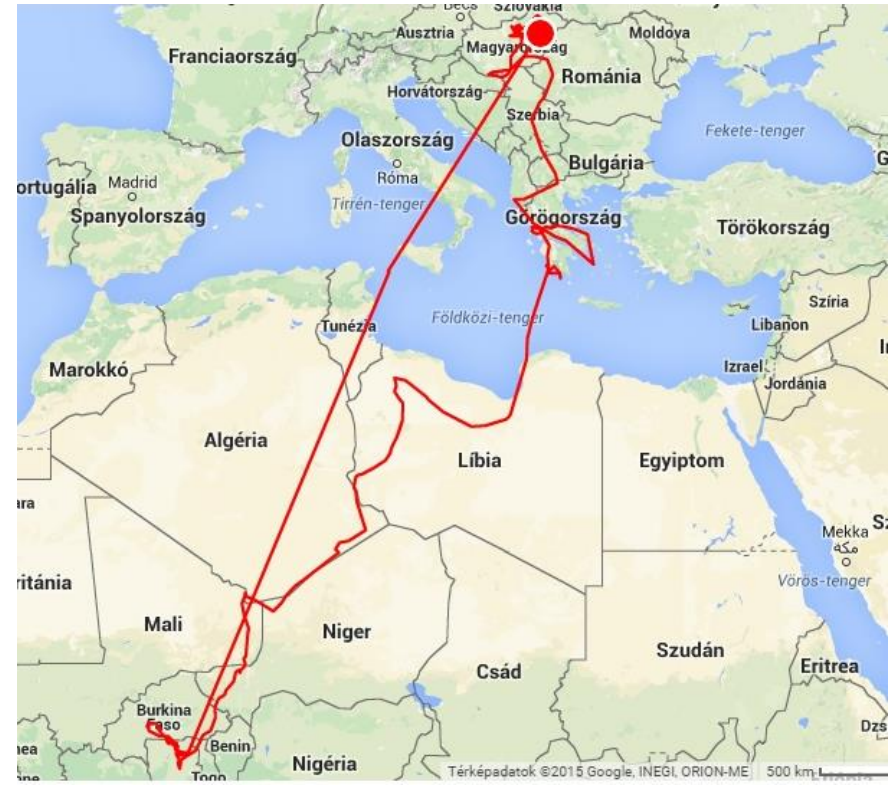 Bécs
Szlovákia
Ausztria
Moldova
Magyarország
Franciaország
Románia
Horvátország
Szerbia
Fekete-tenger
Olaszország
Bulgária
Róma
Madrid
Tirrén-tenger
Spanyolország
Görögország
Törökország
Szíria
Földközi-tenger
Libanon
Tunézia
Izrael
Jordánia
Marokkó
Algéria
Líbia
Egyiptom
Mekka
مكة
Vörös-tenger
Mali
Niger
Szudán
Csád
Eritrea
Burkina
Faso
Benin
Nigéria
Togo
Térképadatok ©2015 Google, INEGI, ORION-ME
500 km